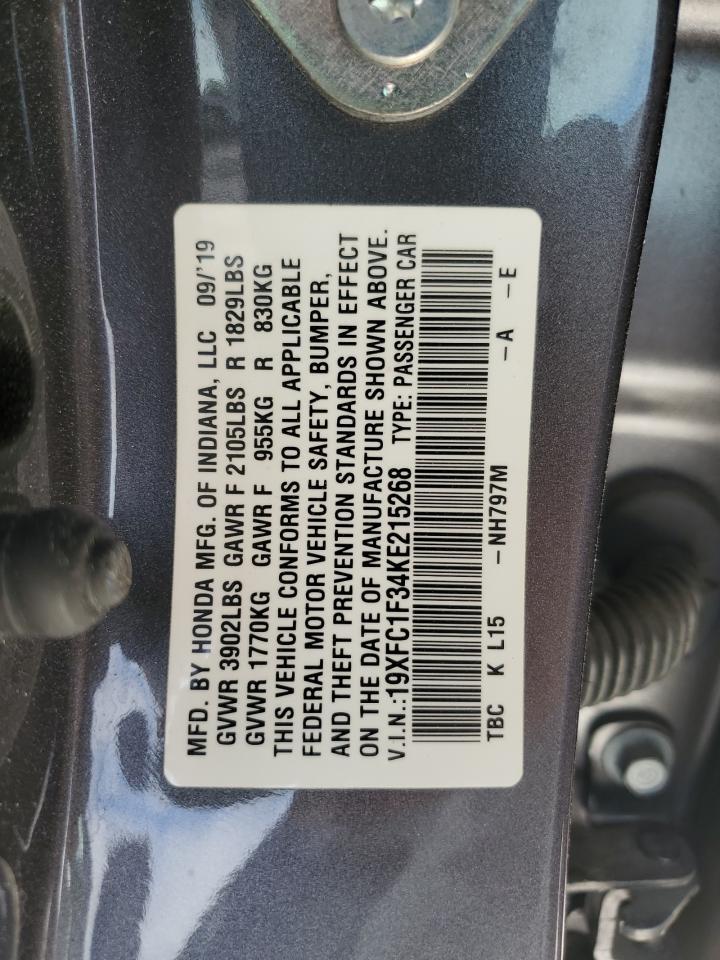 MFD. BY HONDA MFG. OF INDIANA, LLC 09/'19
GVWR 3902LBS GAWR F 2105LBS R 1829LBS
GVWR 1770KG GAWR F 955KG R 830KG
THIS VEHICLE CONFORMS TO ALL APPLICABLE
FEDERAL MOTOR VEHICLE SAFETY, BUMPER,
AND THEFT PREVENTION STANDARDS IN EFFECT
ON THE DATE OF MANUFACTURE SHOWN ABOVE.
V.I.N.:19XFC1F34KE215268 TYPE: PASSENGER CAR
TBC K L15 -NH797M -A -E